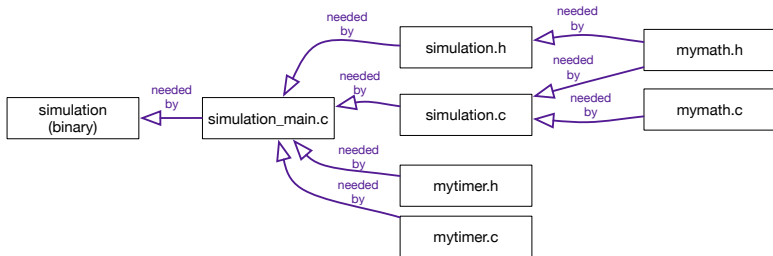 needed
by
simulation.h
needed
by
mymath.h
needed
by
simulation
(binary)
simulation_main.c
needed
by
simulation.c
needed
by
needed
by
mymath.c
needed
by
mytimer.h
needed
by
mytimer.c